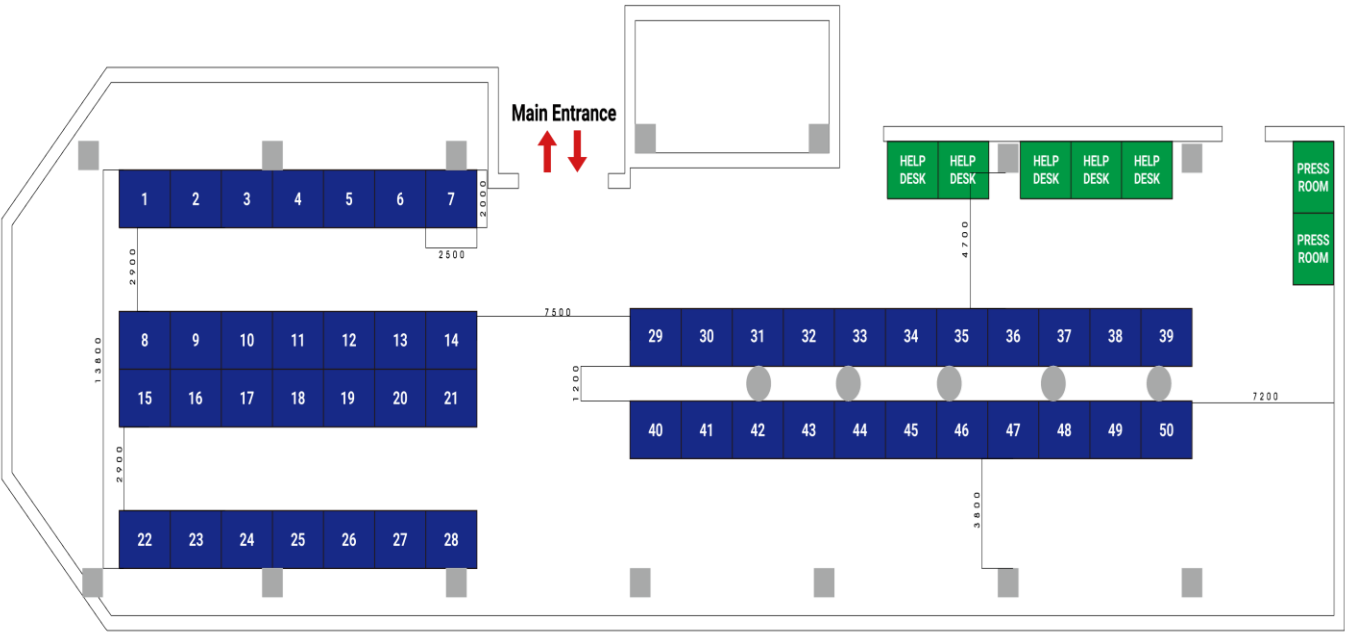 Main Entrance
HELP DESK
HELP DESK
HELP DESK
HELP DESK
HELP DESK
PRESS ROOM
PRESS ROOM
1 2 3 4 5 6 7
2000
2500
2900
4700
13800
7500
8 9 10 11 12 13 14
15 16 17 18 19 20 21
29 30 31 32 33 34 35 36 37 38 39
1200
7200
40 41 42 43 44 45 46 47 48 49 50
2900
3800
22 23 24 25 26 27 28